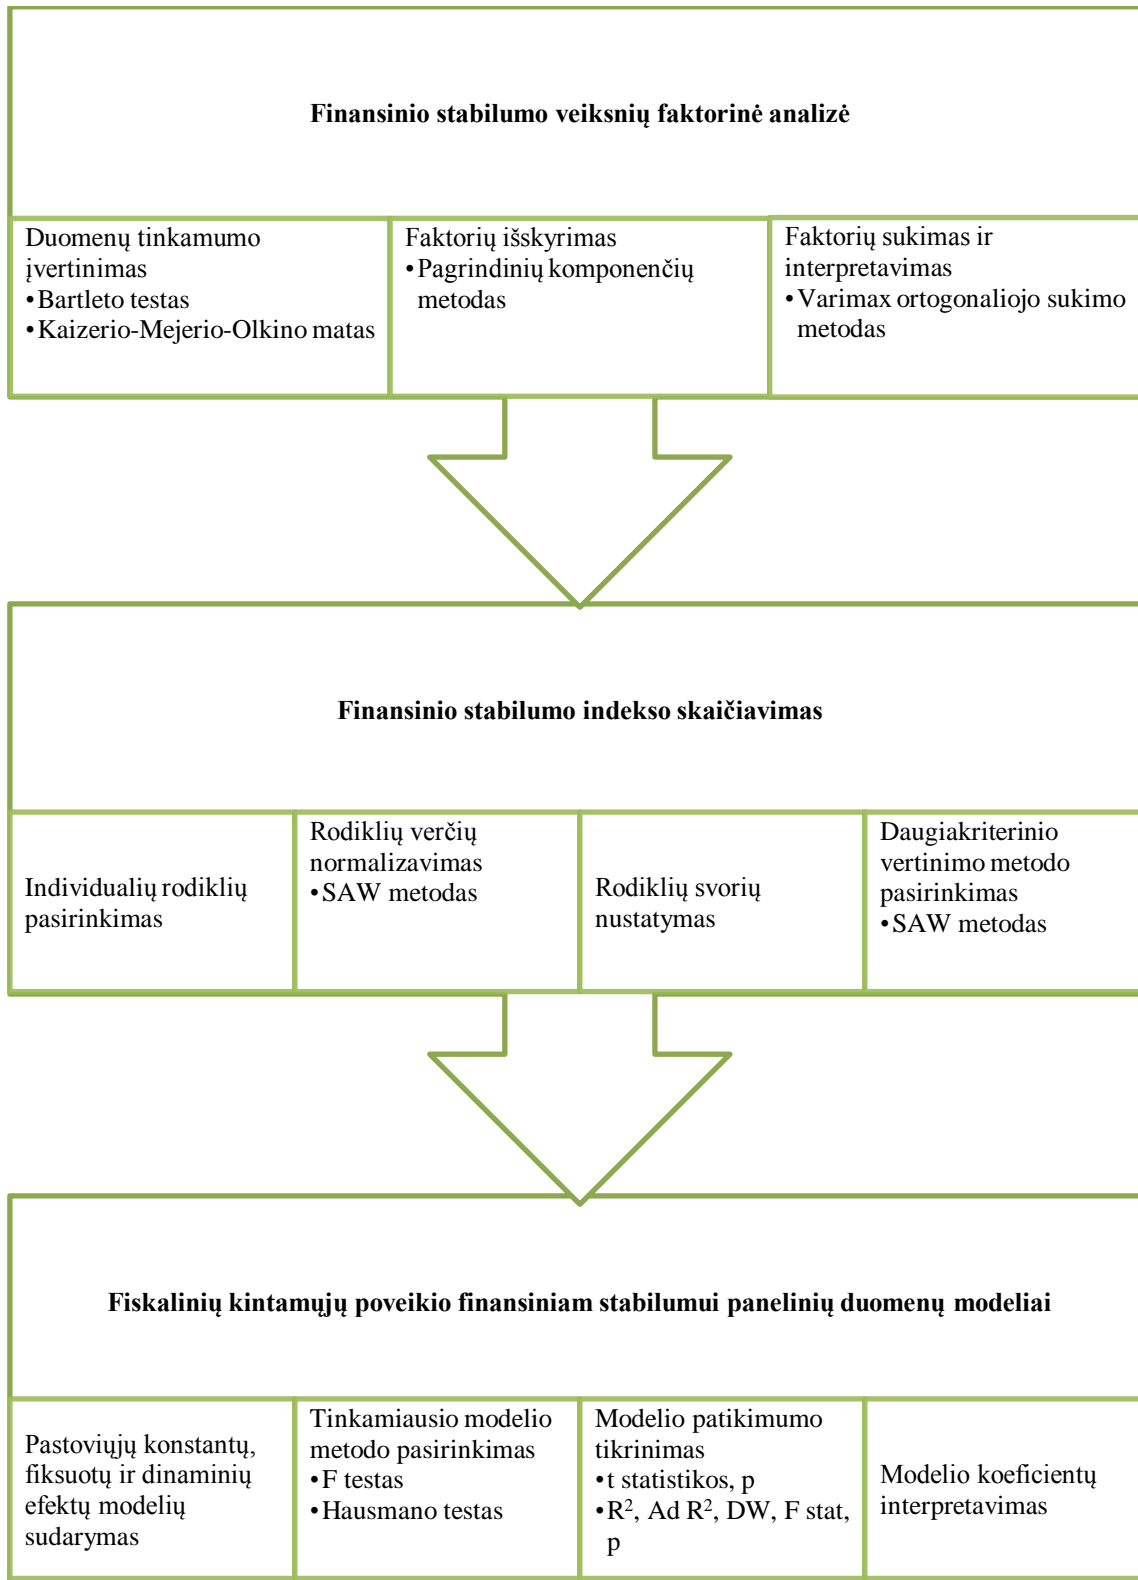 Finansinio stabilumo veiksnių faktorinė analizė
Duomenų tinkamumo
įvertinimas
•Bartleto testas
•Kaizerio-Mejerio-Olkino matas
Faktorių išskyrimas
•Pagrindinių komponenčių
metodas
Faktorių sukimas ir
interpretavimas
•Varimax ortogonaliojo sukimo
metodas
Finansinio stabilumo indekso skaičiavimas
Individualių rodiklių
pasirinkimas
Rodiklių verčių
normalizavimas
•SAW metodas
Rodiklių svorių
nustatymas
Daugiakriterinio
vertinimo metodo
pasirinkimas
•SAW metodas
Fiskalinių kintamųjų poveikio finansiniam stabilumui panelinių duomenų modeliai
Pastoviųjų konstantų,
fiksuotų ir dinaminių
efektų modelių
sudarymas
Tinkamiausio modelio
metodo pasirinkimas
•F testas
•Hausmano testas
Modelio patikimumo
tikrinimas
•t statistikos, p
•R², Ad R², DW, F stat,
p
Modelio koeficientų
interpretavimas